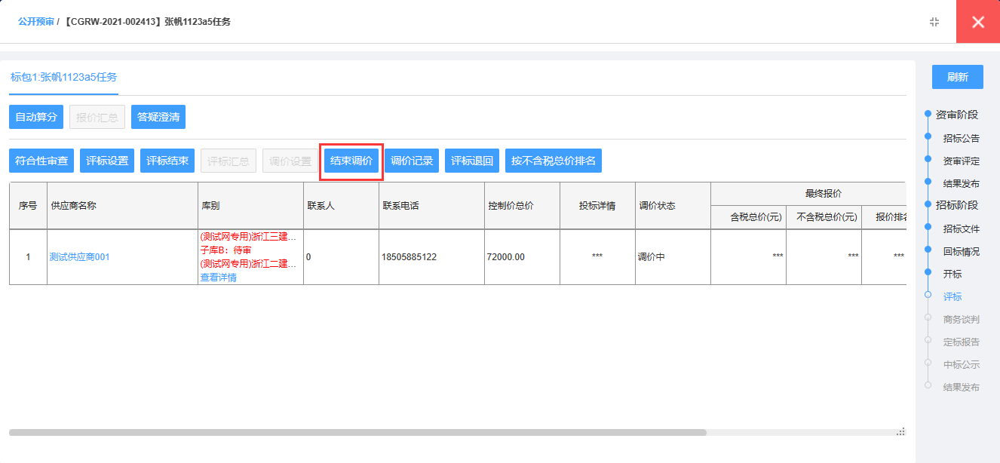 公开预审 / 【CGRW-2021-002413】张帆1123a5任务
标包1:张帆1123a5任务
刷新
自动算分 报价汇总 答疑澄清
符合性审查 评标设置 评标结束 评标汇总 调价设置 结束调价 调价记录 评标退回 按不含税总价排名
序号 供应商名称 库别 联系人 联系电话 控制价总价 投标详情 调价状态 最终报价
含税总价(元) 不含税总价(元) 报价排名
1 测试供应商001 (测试网专用)浙江三建... 0 18505885122 72000.00 *** 调价中 *** *** ***
子库B：待审
(测试网专用)浙江二建...
查看详情
资审阶段
招标公告
资审评定
结果发布
招标阶段
招标文件
回标情况
开标
评标
商务谈判
定标报告
中标公示
结果发布